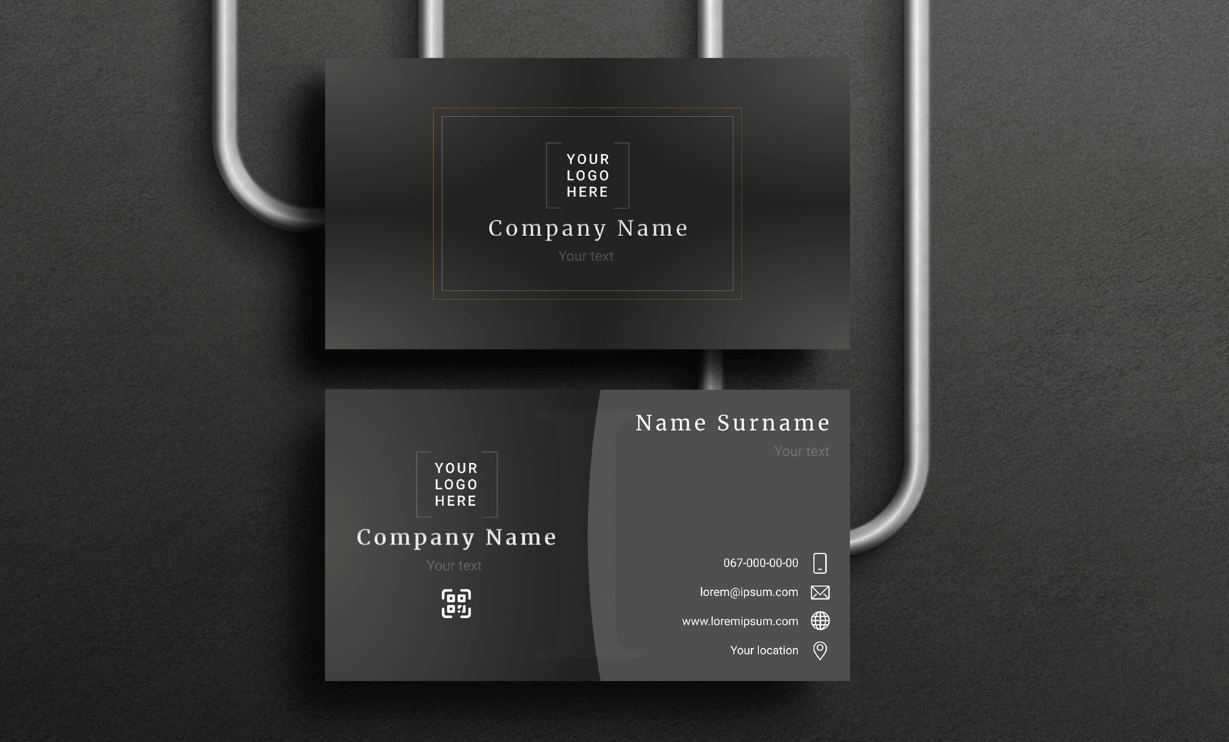 YOUR
LOGO
HERE
Company Name
Your text
YOUR
LOGO
HERE
Company Name
Your text
Name Surname
Your text
067-000-00-00
lorem@ipsum.com
www.loremipsum.com
Your location